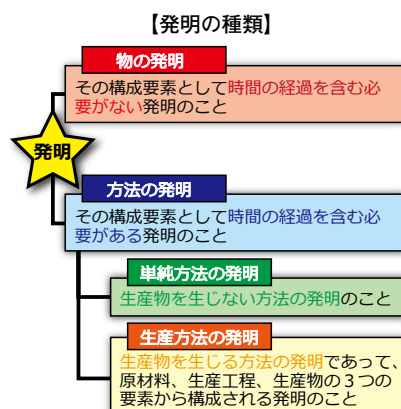 【発明の種類】
物の発明
その構成要素として時間の経過を含む必
要がない発明のこと
発明
方法の発明
その構成要素として時間の経過を含む必
要がある発明のこと
単純方法の発明
生産物を生じない方法の発明のこと
生産方法の発明
生産物を生じる方法の発明であって、
原材料、生産工程、生産物の３つの
要素から構成される発明のこと